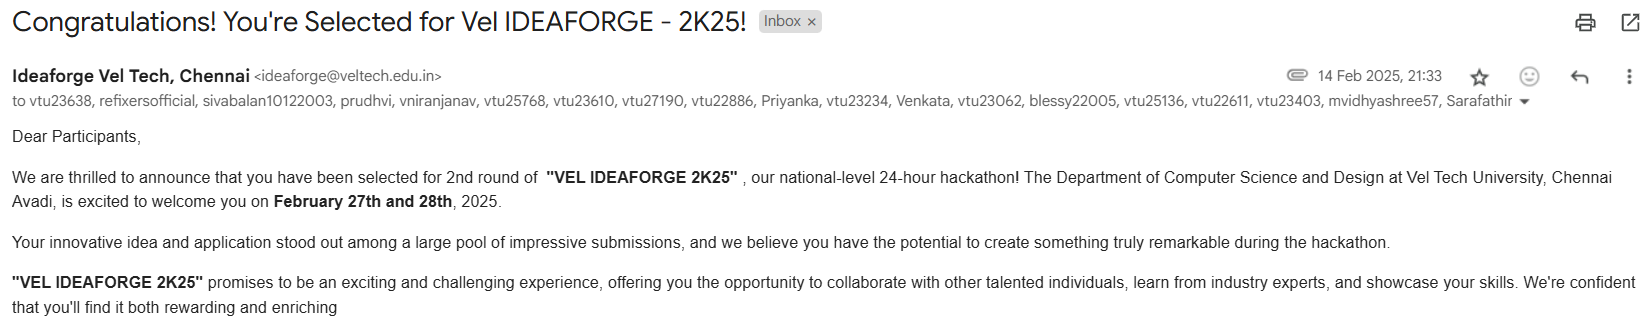 Congratulations! You're Selected for Vel IDEAFORGE - 2K25! Inbox ×
Ideaforge Vel Tech, Chennai <ideaforge@veltech.edu.in> 14 Feb 2025, 21:33
to vtu23638, refixersofficial, sivabalan10122003, prudhvi, vniranjanav, vtu25768, vtu23610, vtu27190, vtu22886, Priyanka, vtu23234, Venkata, vtu23062, blessy22005, vtu25136, vtu22611, vtu23403, mvidhyashree57, Sarafathir
Dear Participants,
We are thrilled to announce that you have been selected for 2nd round of "VEL IDEAFORGE 2K25" , our national-level 24-hour hackathon! The Department of Computer Science and Design at Vel Tech University, Chennai
Avadi, is excited to welcome you on February 27th and 28th, 2025.
Your innovative idea and application stood out among a large pool of impressive submissions, and we believe you have the potential to create something truly remarkable during the hackathon.
"VEL IDEAFORGE 2K25" promises to be an exciting and challenging experience, offering you the opportunity to collaborate with other talented individuals, learn from industry experts, and showcase your skills. We're confident
that you'll find it both rewarding and enriching